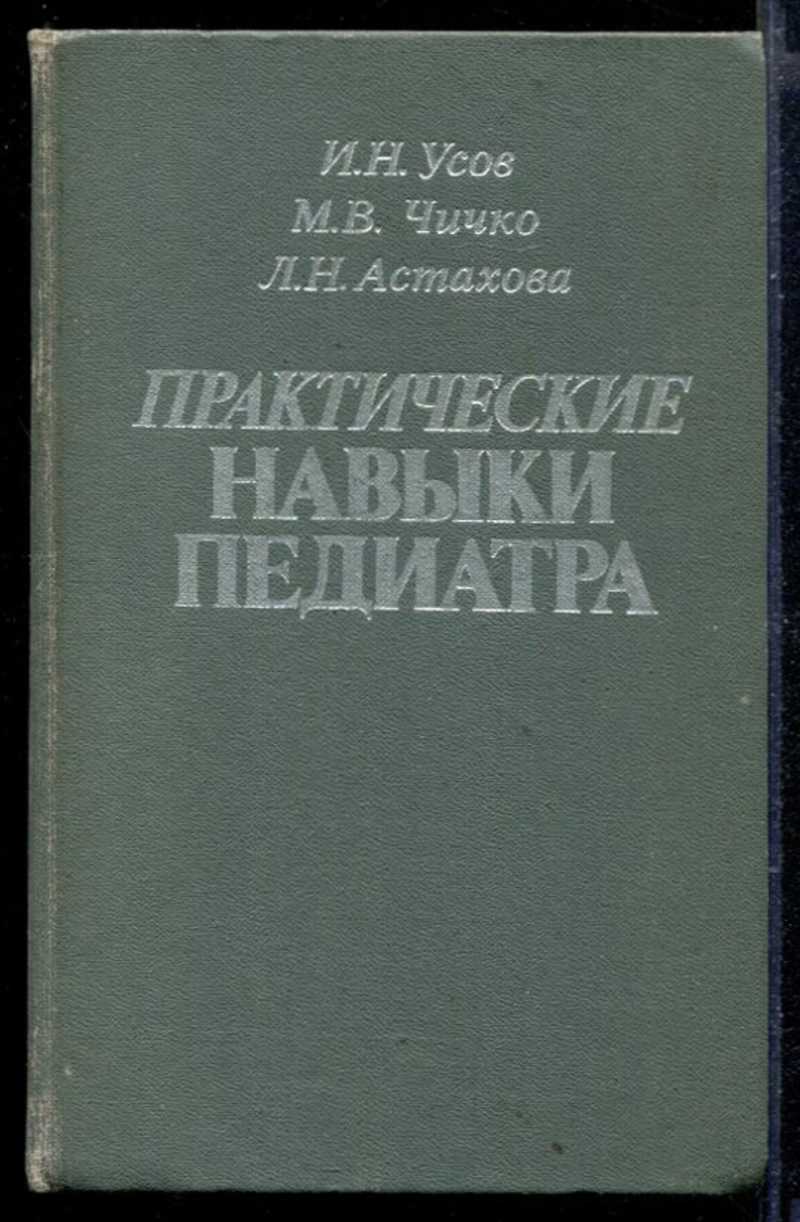 И.Н. Усов
М.В. Чичко
Л.Н. Астахова
ПРАКТИЧЕСКИЕ
НАВЫКИ
ПЕДИАТРА